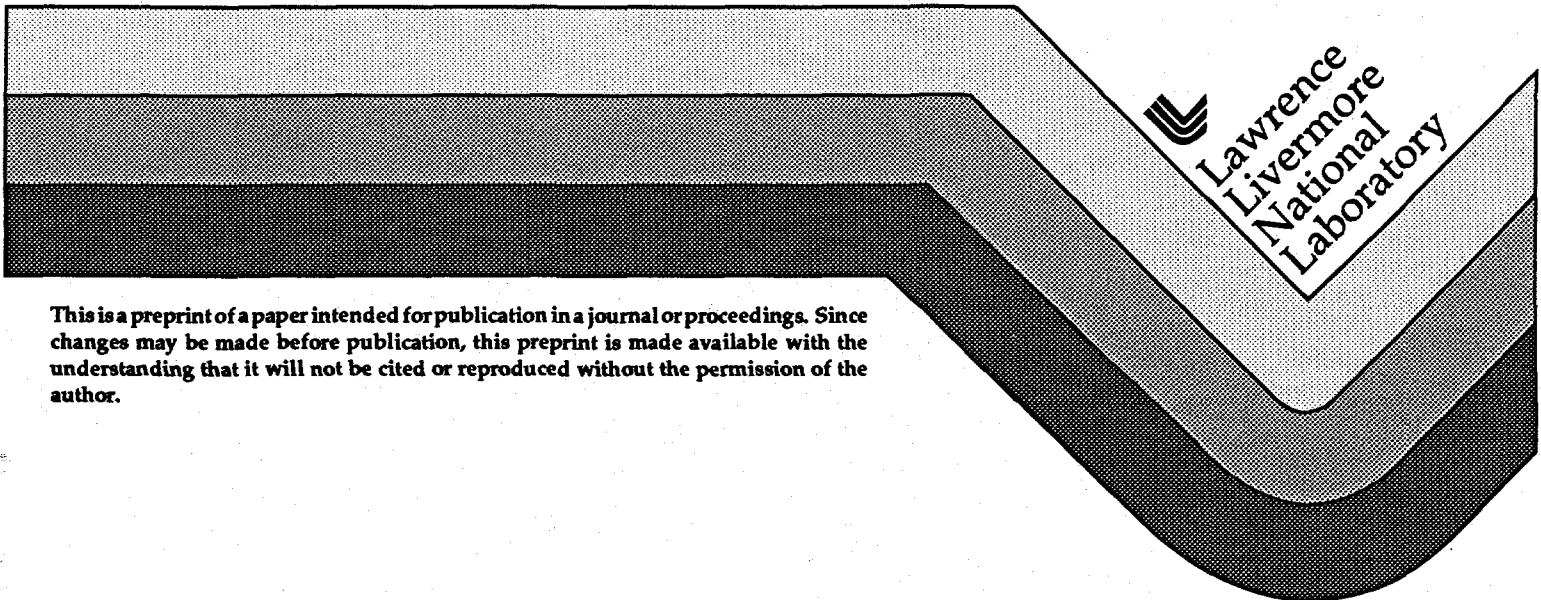 Lawrence
Livermore
National
Laboratory
This is a preprint of a paper intended for publication in a journal or proceedings. Since
changes may be made before publication, this preprint is made available with the
understanding that it will not be cited or reproduced without the permission of the
author.